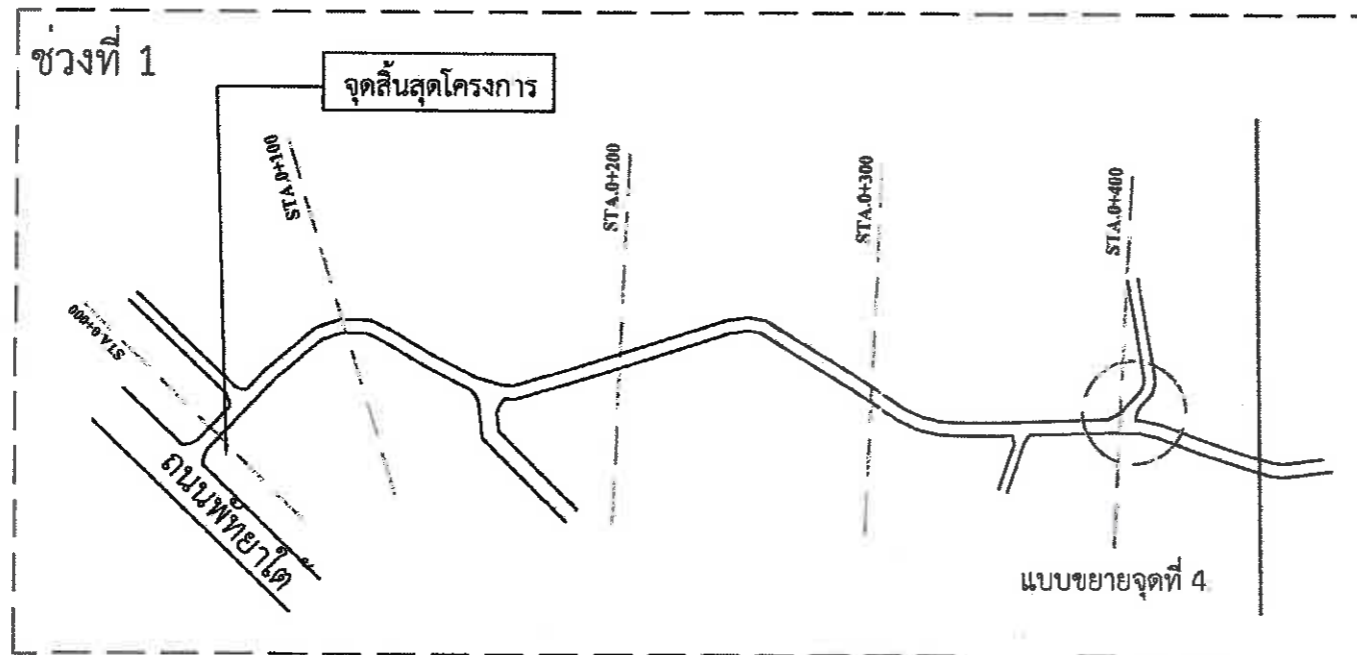 ช่วงที่ 1
จุดสิ้นสุดโครงการ
STA.0+000
STA.0+100
STA.0+200
STA.0+300
STA.0+400
ถนนพัทยาใต้
แบบขยายจุดที่ 4